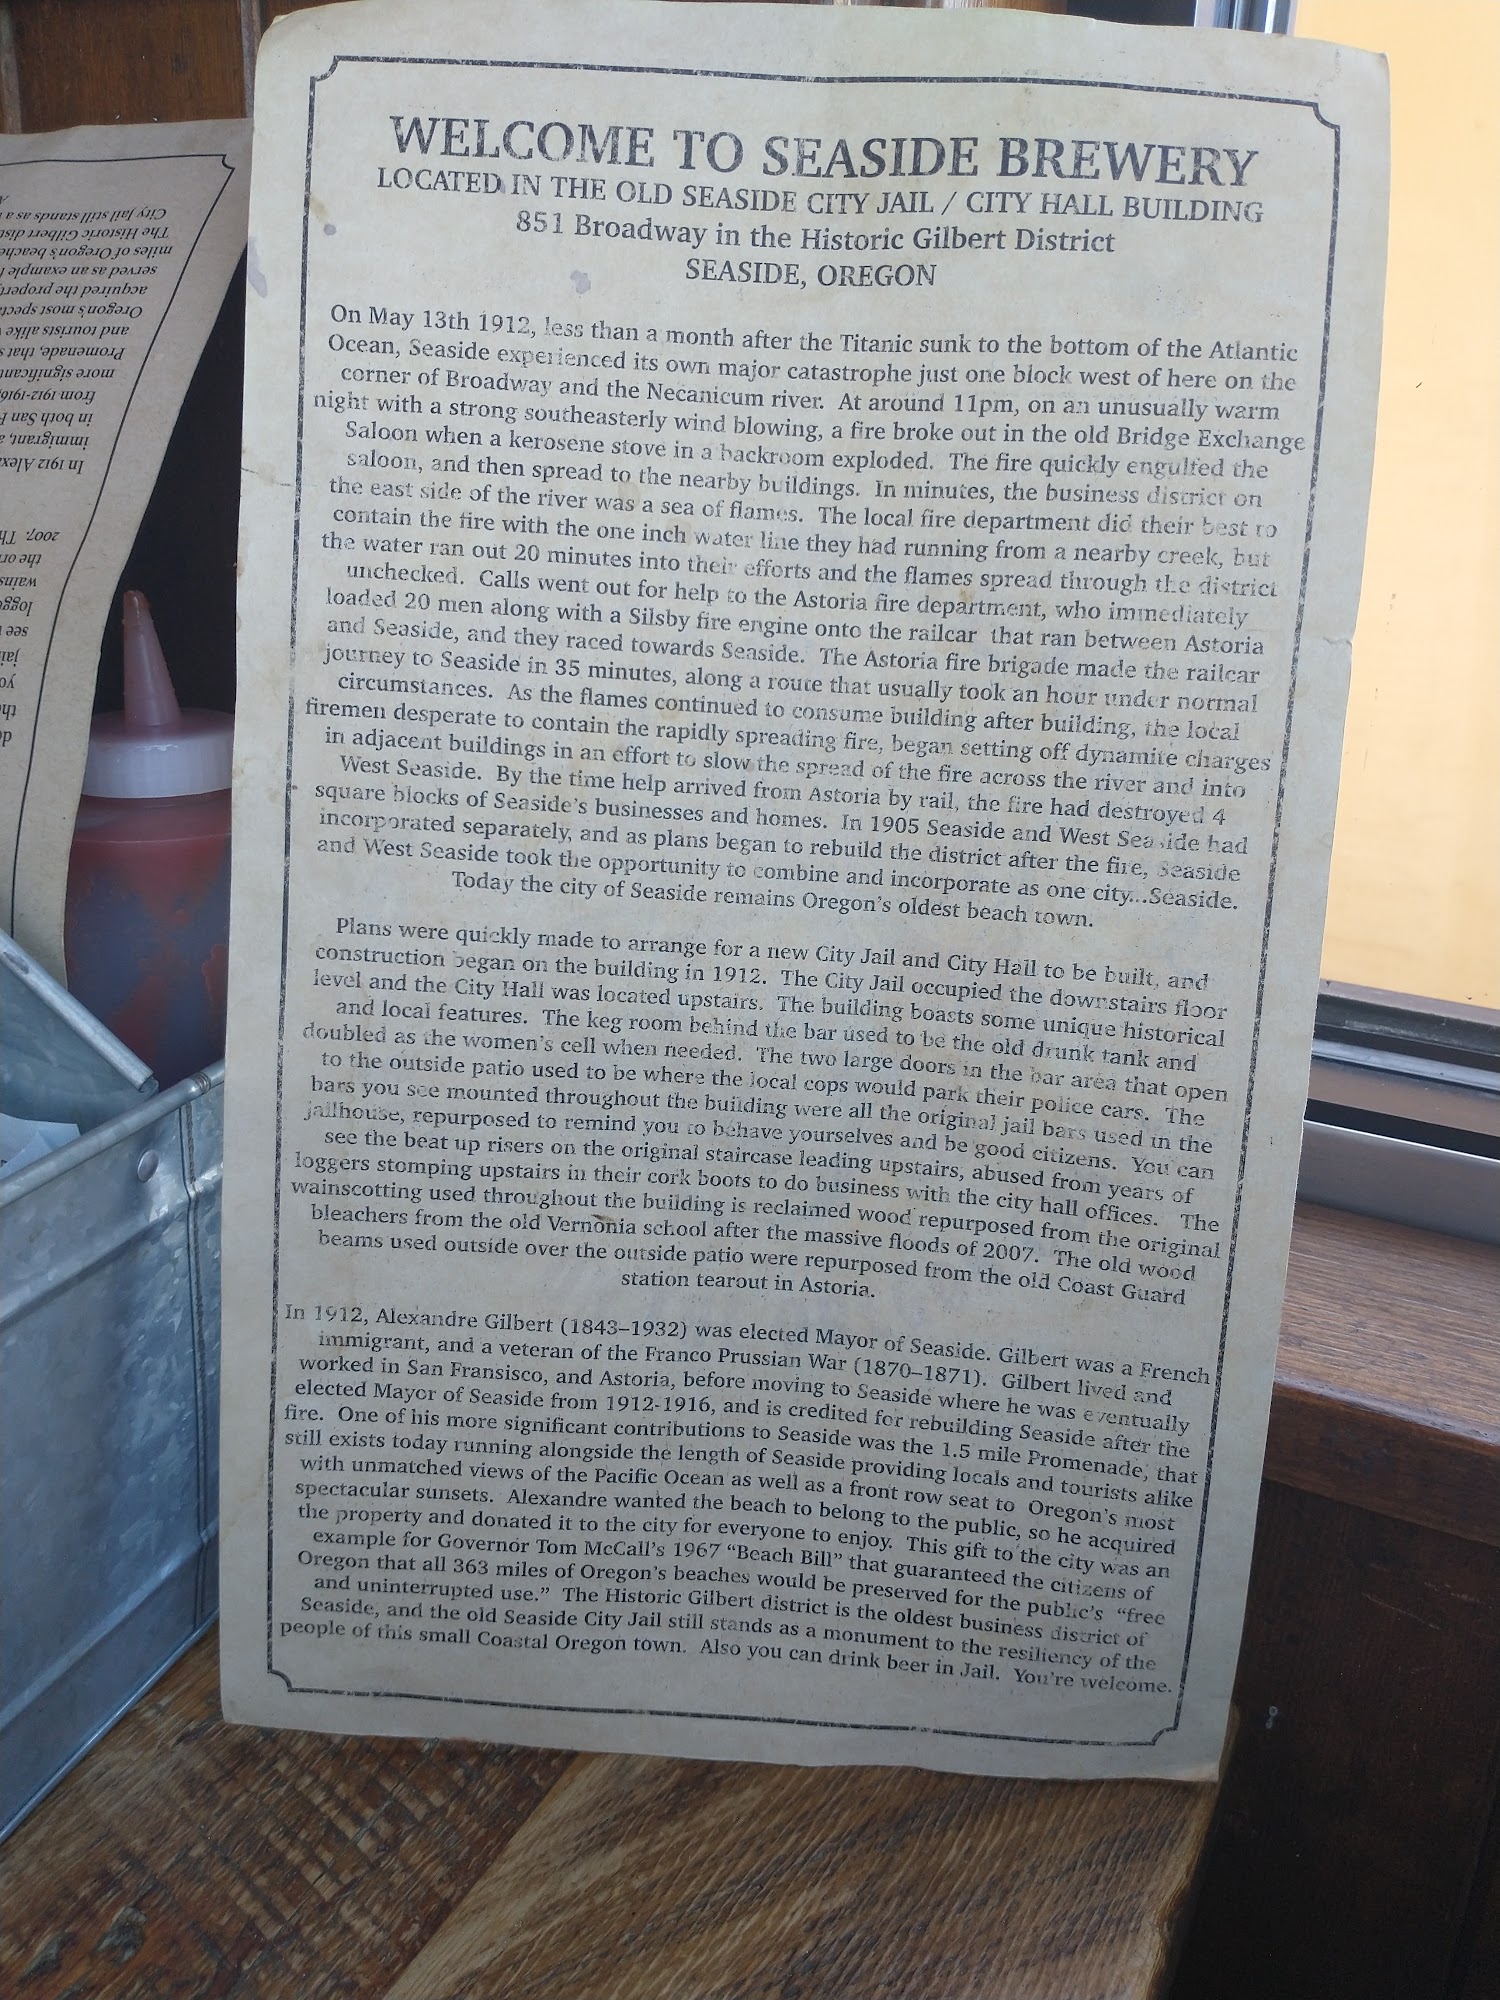 WELCOME TO SEASIDE BREWERY
LOCATED IN THE OLD SEASIDE CITY JAIL / CITY HALL BUILDING
851 Broadway in the Historic Gilbert District
SEASIDE, OREGON
On May 13th 1912, less than a month after the Titanic sunk to the bottom of the Atlantic
Ocean, Seaside experienced its own major catastrophe just one block west of here on the
corner of Broadway and the Necanicum river. At around 11pm, on an unusually warm
night with a strong southeasterly wind blowing, a fire broke out in the old Bridge Exchange
Saloon when a kerosene stove in a backroom exploded. The fire quickly engulfed the
saloon, and then spread to the nearby buildings. In minutes, the business district on
the east side of the river was a sea of flames. The local fire department did their best to
contain the fire with the one inch water line they had running from a nearby creek, but
the water ran out 20 minutes into their efforts and the flames spread through the district
unchecked. Calls went out for help to the Astoria fire department, who immediately
loaded 20 men along with a Silsby fire engine onto the railcar that ran between Astoria
and Seaside, and they raced towards Seaside. The Astoria fire brigade made the railcar
journey to Seaside in 35 minutes, along a route that usually took an hour under normal
circumstances. As the flames continued to consume building after building, the local
firemen desperate to contain the rapidly spreading fire, began setting off dynamite charges
in adjacent buildings in an effort to slow the spread of the fire across the river and into
West Seaside. By the time help arrived from Astoria by rail, the fire had destroyed 4
square blocks of Seaside's businesses and homes. In 1905 Seaside and West Seaside had
incorporated separately, and as plans began to rebuild the district after the fire, Seaside
and West Seaside took the opportunity to combine and incorporate as one city...Seaside.
Today the city of Seaside remains Oregon's oldest beach town.
Plans were quickly made to arrange for a new City Jail and City Hall to be built, and
construction began on the building in 1912. The City Jail occupied the downstairs floor
level and the City Hall was located upstairs. The building boasts some unique historical
and local features. The keg room behind the bar used to be the old drunk tank and
doubled as the women's cell when needed. The two large doors in the bar area that open
to the outside patio used to be where the local cops would park their police cars. The
bars you see mounted throughout the building were all the original jail bars used in the
jailhouse, repurposed to remind you to behave yourselves and be good citizens. You can
see the beat up risers on the original staircase leading upstairs, abused from years of
loggers stomping upstairs in their cork boots to do business with the city hall offices. The
wainscotting used throughout the building is reclaimed wood repurposed from the original
bleachers from the old Vernonia school after the massive floods of 2007. The old wood
beams used outside over the outside patio were repurposed from the old Coast Guard
station tearout in Astoria.
In 1912, Alexandre Gilbert (1843–1932) was elected Mayor of Seaside. Gilbert was a French
immigrant, and a veteran of the Franco Prussian War (1870–1871). Gilbert lived and
worked in San Fransisco, and Astoria, before moving to Seaside where he was eventually
elected Mayor of Seaside from 1912-1916, and is credited for rebuilding Seaside after the
fire. One of his more significant contributions to Seaside was the 1.5 mile Promenade, that
still exists today running alongside the length of Seaside providing locals and tourists alike
with unmatched views of the Pacific Ocean as well as a front row seat to Oregon's most
spectacular sunsets. Alexandre wanted the beach to belong to the public, so he acquired
the property and donated it to the city for everyone to enjoy. This gift to the city was an
example for Governor Tom McCall's 1967 "Beach Bill" that guaranteed the citizens of
Oregon that all 363 miles of Oregon's beaches would be preserved for the public's "free
and uninterrupted use." The Historic Gilbert district is the oldest business district of
Seaside, and the old Seaside City Jail still stands as a monument to the resiliency of the
people of this small Coastal Oregon town. Also you can drink beer in Jail. You're welcome.
In 1912
immigrant,
in both San
from 1912-1916
more significant
Promenade, that
and tourists alike
Oregon's most
acquired the property
served as an example
miles of Oregon's beaches
The Historic Gilbert
City Jail still stands as a